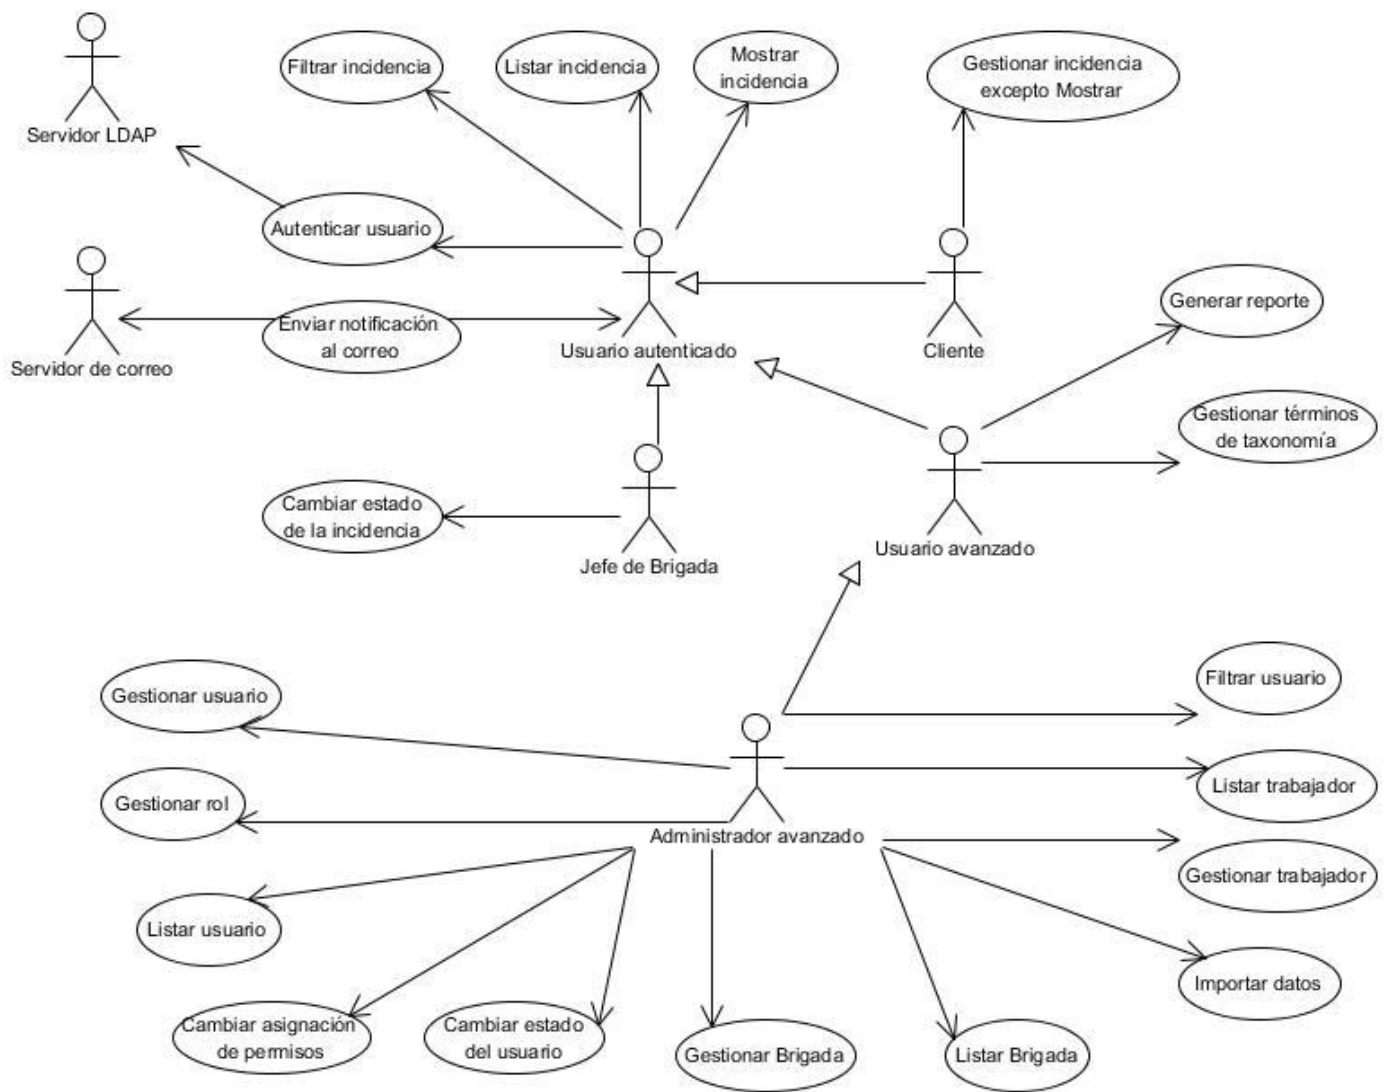 Filtrar incidencia
Listar incidencia
Mostrar
incidencia
Gestionar incidencia
excepto Mostrar
Servidor LDAP
Autenticar usuario
Generar reporte
Enviar notificación
al correo
Usuario autenticado
Cliente
Servidor de correo
Gestionar términos
de taxonomía
Cambiar estado
de la incidencia
Jefe de Brigada
Usuario avanzado
Gestionar usuario
Filtrar usuario
Gestionar rol
Listar trabajador
Administrador avanzado
Gestionar trabajador
Listar usuario
Importar datos
Cambiar asignación
de permisos
Cambiar estado
del usuario
Gestionar Brigada
Listar Brigada